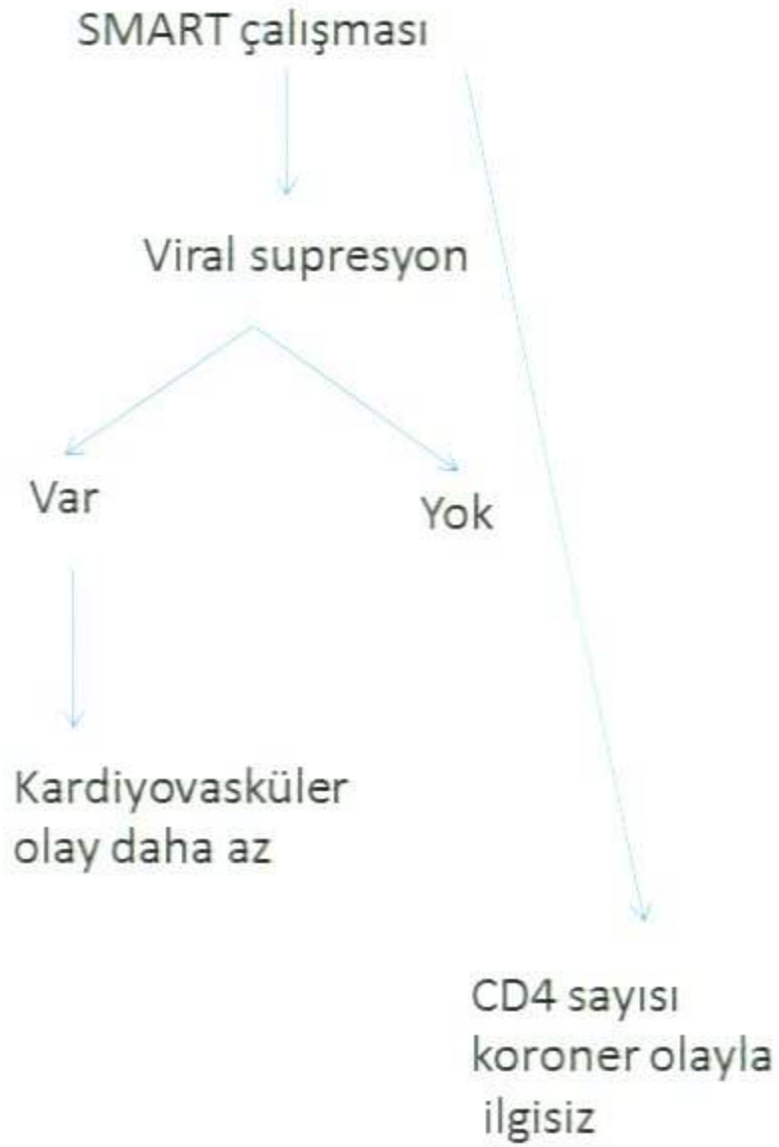 SMART çalışması
Viral supresyon
Var
Yok
Kardiyovasküler
olay daha az
CD4 sayısı
koroner olayla
ilgisiz